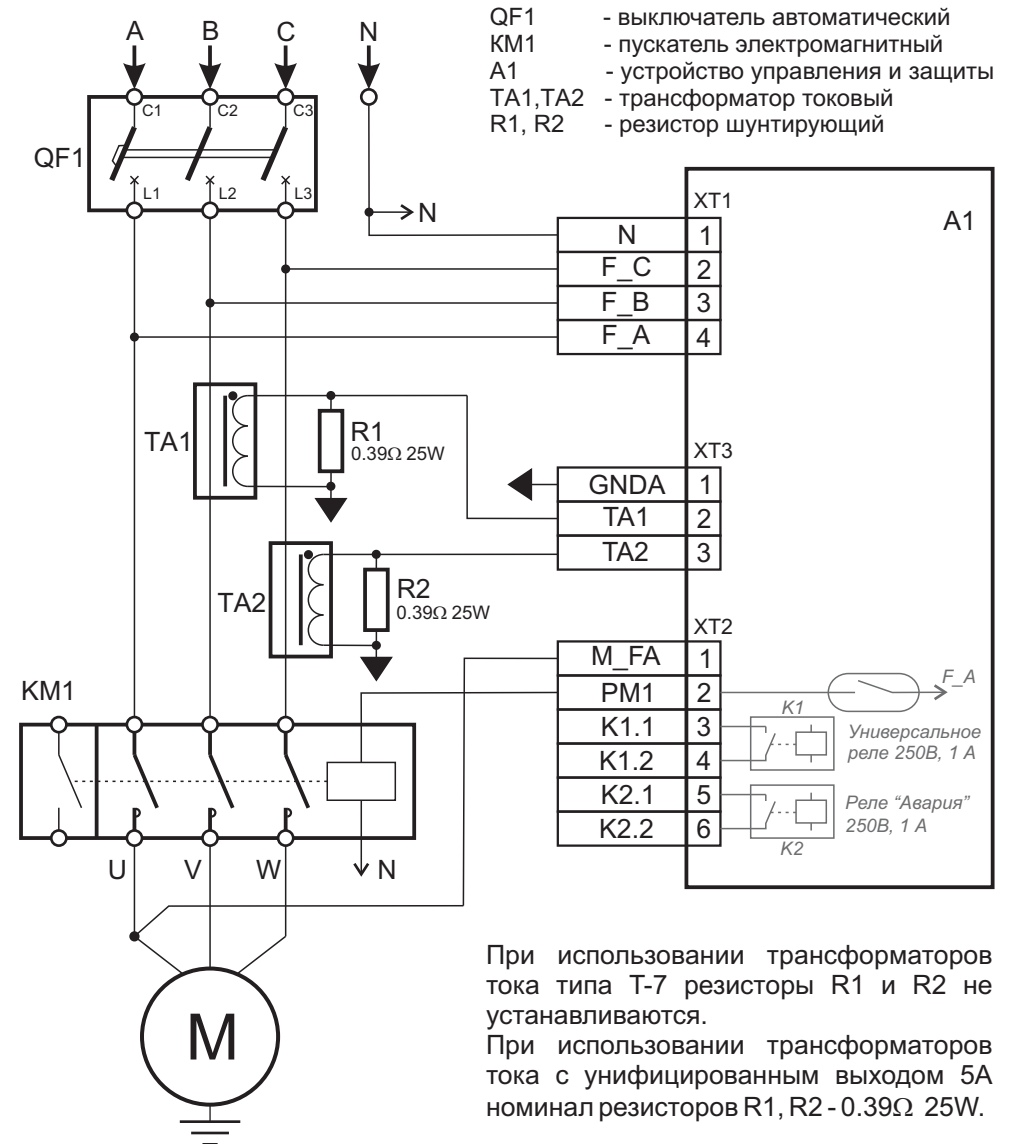 A B C N
QF1 - выключатель автоматический
КМ1 - пускатель электромагнитный
А1 - устройство управления и защиты
ТА1,ТА2 - трансформатор токовый
R1, R2 - резистор шунтирующий
C1 C2 C3
QF1
L1 L2 L3
N
XT1
A1
N 1
F_C 2
F_B 3
F_A 4
TA1
R1
0.39Ω 25W
XT3
GNDA 1
TA1 2
TA2 3
TA2
R2
0.39Ω 25W
XT2
M_FA 1
PM1 2
F_A
K1.1 3
K1
Универсальное
реле 250В, 1 А
K1.2 4
K2.1 5
Реле “Авария”
250В, 1 А
K2.2 6
K2
KM1
U V W N
M
При использовании трансформаторов
тока типа Т-7 резисторы R1 и R2 не
устанавливаются.
При использовании трансформаторов
тока с унифицированным выходом 5А
номинал резисторов R1, R2 - 0.39Ω 25W.